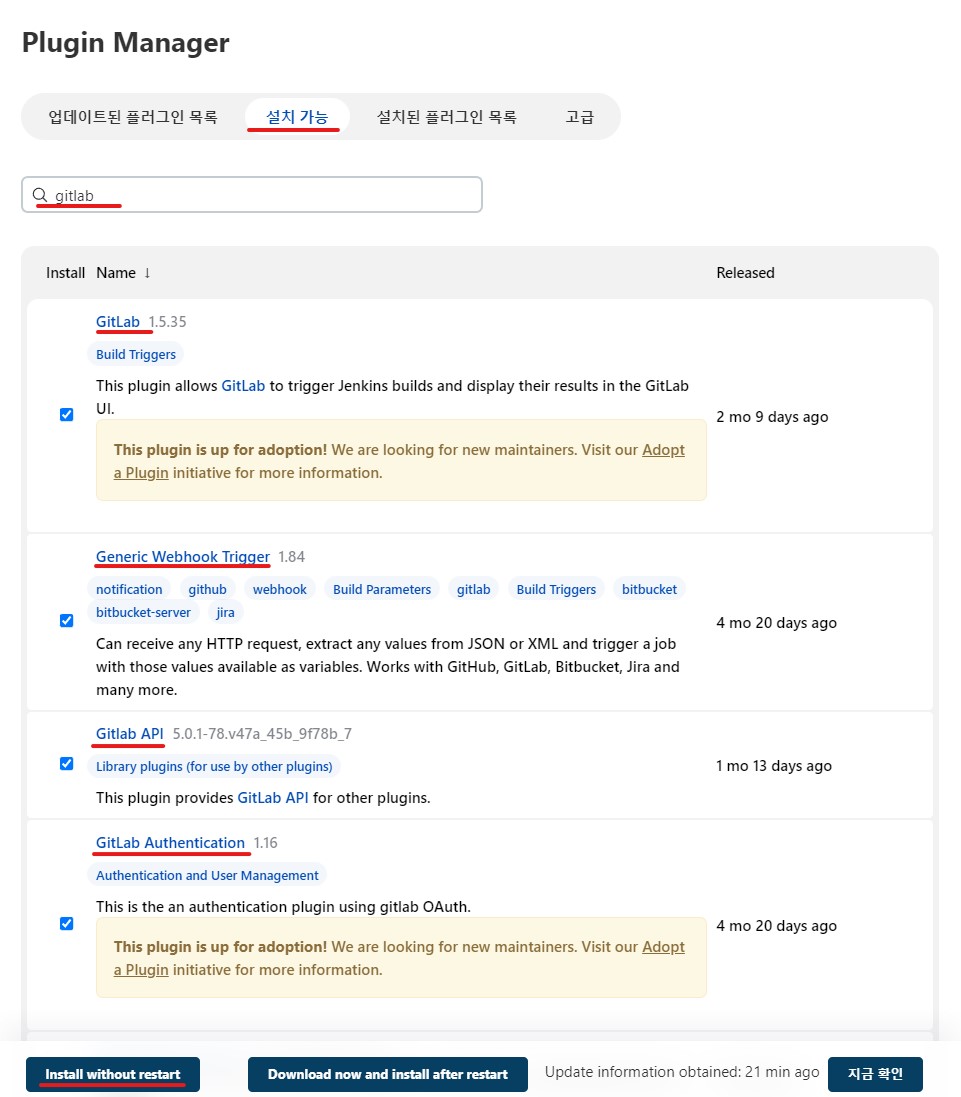 Plugin Manager
업데이트된 플러그인 목록 설치 가능 설치된 플러그인 목록 고급
gitlab
Install Name ↓ Released
GitLab 1.5.35
Build Triggers
This plugin allows GitLab to trigger Jenkins builds and display their results in the GitLab
UI.
2 mo 9 days ago
This plugin is up for adoption! We are looking for new maintainers. Visit our Adopt
a Plugin initiative for more information.
Generic Webhook Trigger 1.84
notification github webhook Build Parameters gitlab Build Triggers bitbucket
bitbucket-server jira
4 mo 20 days ago
Can receive any HTTP request, extract any values from JSON or XML and trigger a job
with those values available as variables. Works with GitHub, GitLab, Bitbucket, Jira and
many more.
Gitlab API 5.0.1-78.v47a_45b_9f78b_7
Library plugins (for use by other plugins) 1 mo 13 days ago
This plugin provides GitLab API for other plugins.
GitLab Authentication 1.16
Authentication and User Management
This is the an authentication plugin using gitlab OAuth.
4 mo 20 days ago
This plugin is up for adoption! We are looking for new maintainers. Visit our Adopt
a Plugin initiative for more information.
Install without restart Download now and install after restart Update information obtained: 21 min ago 지금 확인